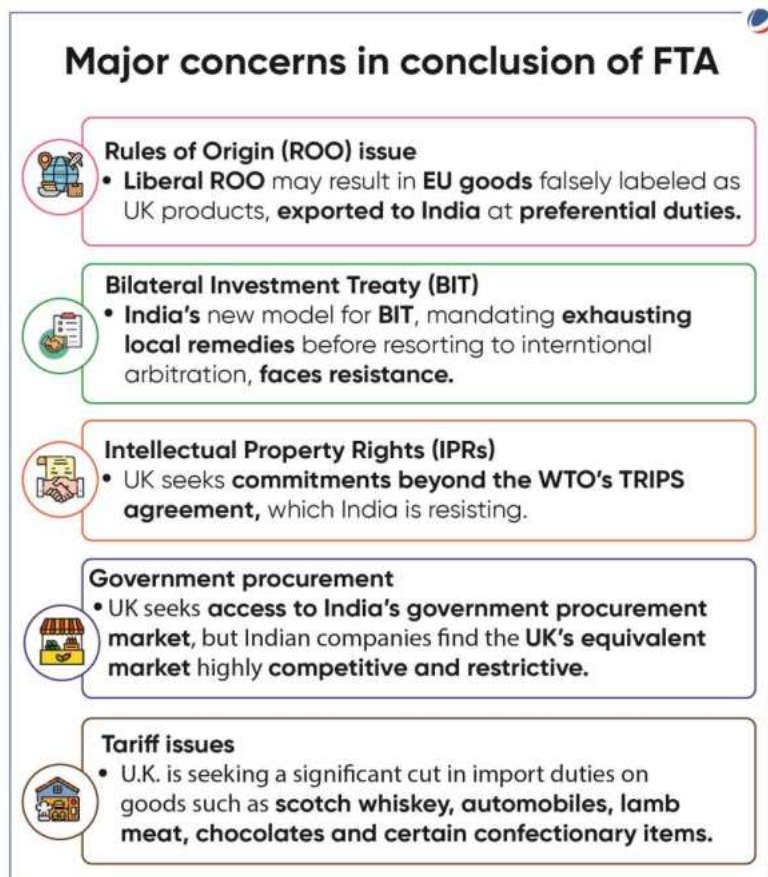 Major concerns in conclusion of FTA
Rules of Origin (ROO) issue
• Liberal ROO may result in EU goods falsely labeled as
UK products, exported to India at preferential duties.
Bilateral Investment Treaty (BIT)
• India's new model for BIT, mandating exhausting
local remedies before resorting to interntional
arbitration, faces resistance.
Intellectual Property Rights (IPRs)
• UK seeks commitments beyond the WTO's TRIPS
agreement, which India is resisting.
Government procurement
• UK seeks access to India's government procurement
market, but Indian companies find the UK's equivalent
market highly competitive and restrictive.
Tariff issues
• U.K. is seeking a significant cut in import duties on
goods such as scotch whiskey, automobiles, lamb
meat, chocolates and certain confectionary items.